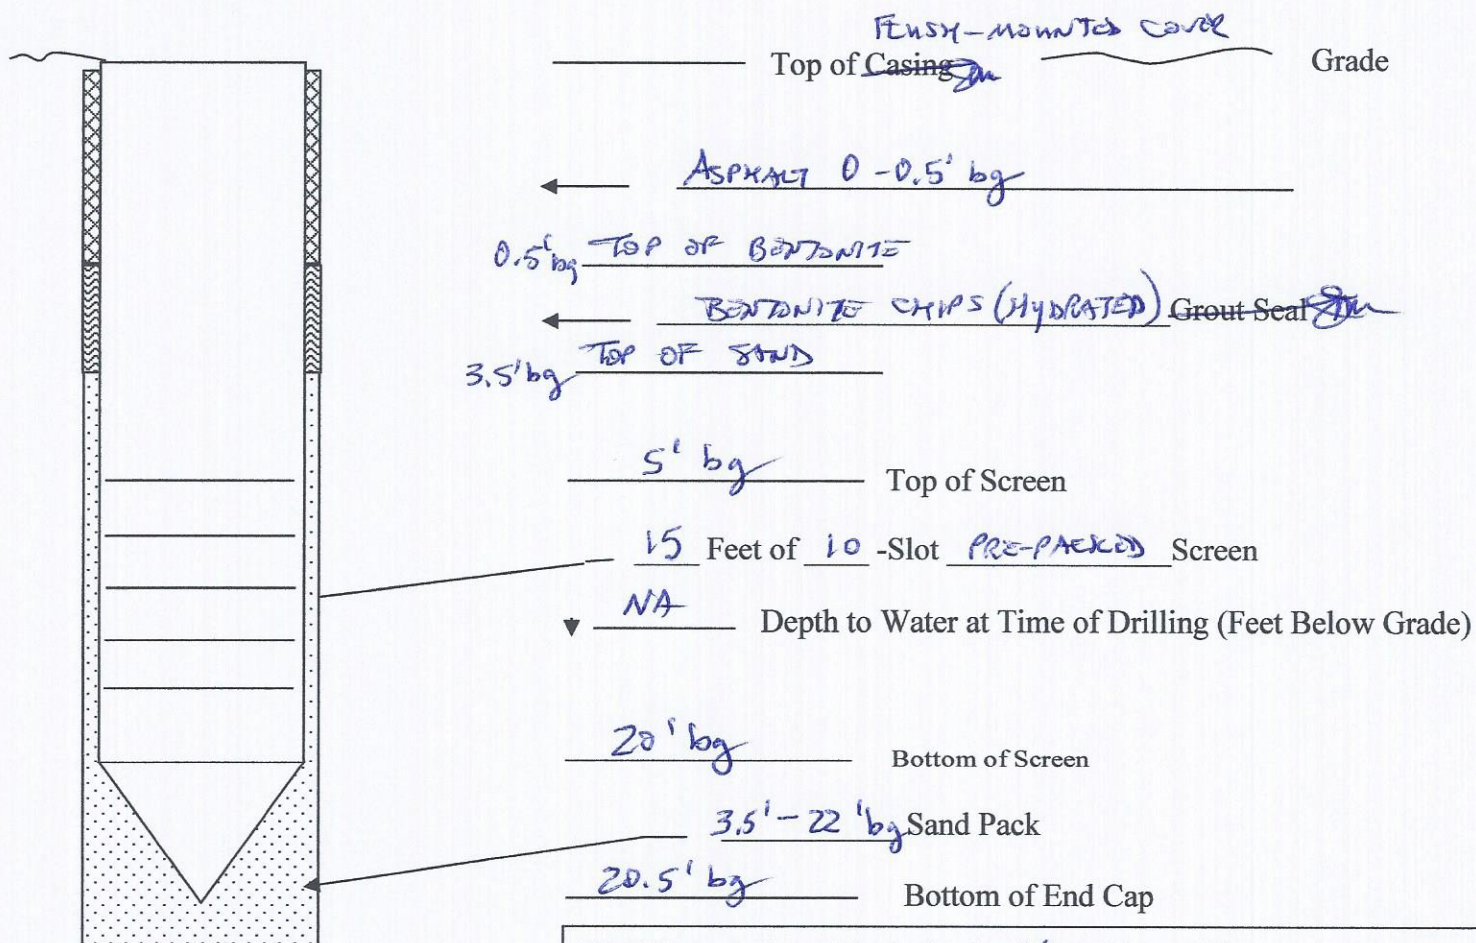 FLUSH-MOUNTED COVER
Top of Casing Grade
ASPHALT 0-0.5' bg
0.5' bg TOP OF BENTONITE
BENTONITE CHIPS (HYDRATED) Grout Seal
3.5' bg TOP OF SAND
5' bg Top of Screen
15 Feet of 10 -Slot PRE-PACKED Screen
NA Depth to Water at Time of Drilling (Feet Below Grade)
20' bg Bottom of Screen
3.5' - 22' bg Sand Pack
20.5' bg Bottom of End Cap